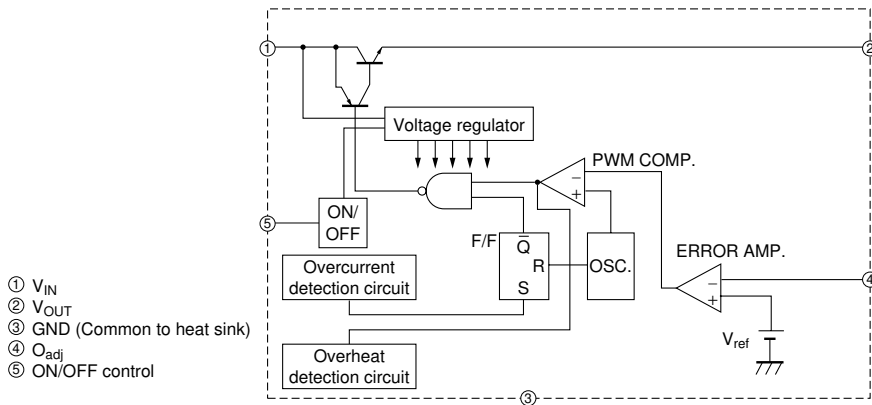 ① ②
Voltage regulator
PWM COMP.
−
+
⑤
ON/
OFF
F/F
Q̅
R
S
OSC.
ERROR AMP.
−
+
④
Overcurrent
detection circuit
Vref
Overheat
detection circuit
③
① VIN
② VOUT
③ GND (Common to heat sink)
④ Oadj
⑤ ON/OFF control